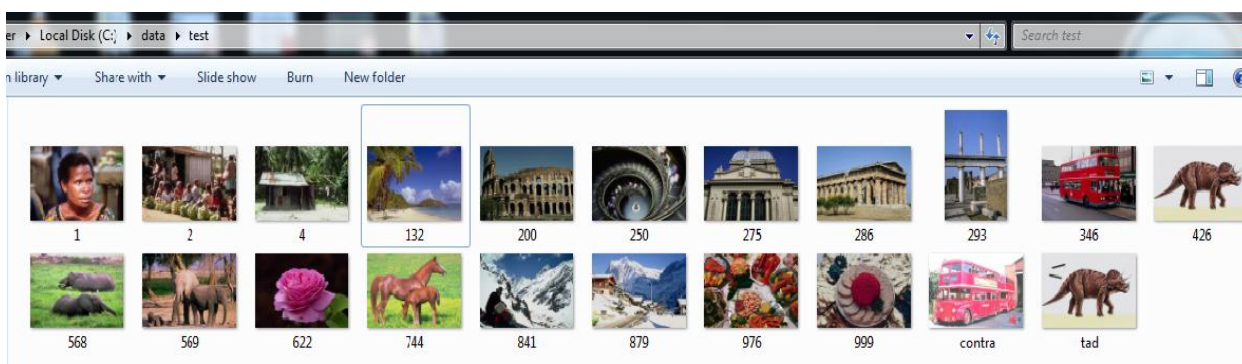 er ▸ Local Disk (C:) ▸ data ▸ test
Search test
n library Share with Slide show Burn New folder
1 2 4 132 200 250 275 286 293 346 426
568 569 622 744 841 879 976 999 contra tad